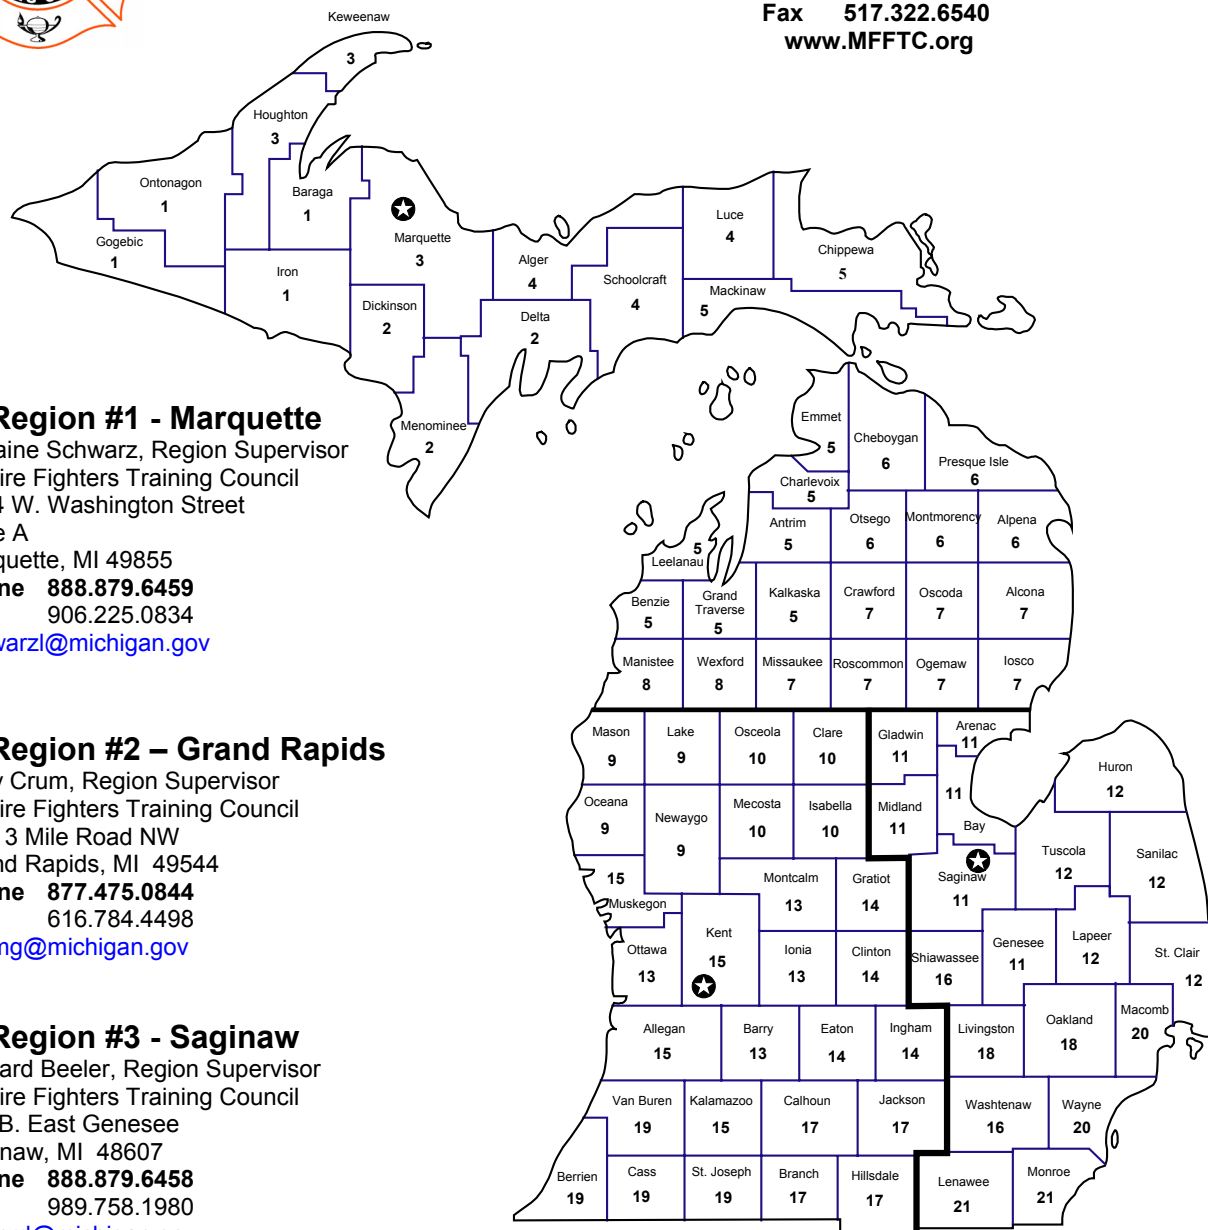 Fax 517.322.6540
www.MFFTC.org
Keweenaw
3
Houghton
3
Ontonagon
1
Baraga
1
Gogebic
1
Iron
1
Marquette
3
Dickinson
2
Menominee
2
Alger
4
Delta
2
Schoolcraft
4
Luce
4
Chippewa
5
Mackinaw
5
Region #1 - Marquette
aine Schwarz, Region Supervisor
ire Fighters Training Council
4 W. Washington Street
e A
quette, MI 49855
ne 888.879.6459
906.225.0834
warzl@michigan.gov
Region #2 – Grand Rapids
y Crum, Region Supervisor
ire Fighters Training Council
3 Mile Road NW
nd Rapids, MI 49544
ne 877.475.0844
616.784.4498
mg@michigan.gov
Region #3 - Saginaw
ard Beeler, Region Supervisor
ire Fighters Training Council
B. East Genesee
naw, MI 48607
ne 888.879.6458
989.758.1980
Emmet
5
Cheboygan
6
Presque Isle
6
Charlevoix
5
Antrim
5
Otsego
6
Montmorency
6
Alpena
6
5
Leelanau
Benzie
5
Grand
Traverse
5
Kalkaska
5
Crawford
7
Oscoda
7
Alcona
7
Manistee
8
Wexford
8
Missaukee
7
Roscommon
7
Ogemaw
7
Iosco
7
Mason
9
Lake
9
Osceola
10
Clare
10
Gladwin
11
Arenac
11
Huron
12
Oceana
9
Newaygo
9
Mecosta
10
Isabella
10
Midland
11
11
Bay
Tuscola
12
Sanilac
12
15
Muskegon
Montcalm
13
Gratiot
14
Saginaw
11
Ottawa
13
Kent
15
Ionia
13
Clinton
14
Shiawassee
16
Genesee
11
Lapeer
12
St. Clair
12
Allegan
15
Barry
13
Eaton
14
Ingham
14
Livingston
18
Oakland
18
Macomb
20
Van Buren
19
Kalamazoo
15
Calhoun
17
Jackson
17
Washtenaw
16
Wayne
20
Berrien
19
Cass
19
St. Joseph
19
Branch
17
Hillsdale
17
Lenawee
21
Monroe
21